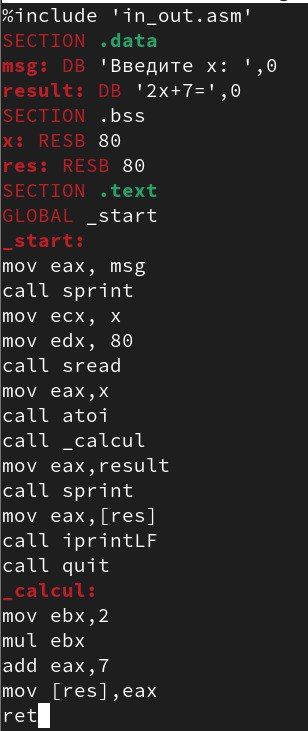 %include 'in_out.asm'
SECTION .data
msg: DB 'Введите x: ',0
result: DB '2x+7=',0
SECTION .bss
x: RESB 80
res: RESB 80
SECTION .text
GLOBAL _start
_start:
mov eax, msg
call sprint
mov ecx, x
mov edx, 80
call sread
mov eax,x
call atoi
call _calcul
mov eax,result
call sprint
mov eax,[res]
call iprintLF
call quit
_calcul:
mov ebx,2
mul ebx
add eax,7
mov [res],eax
ret